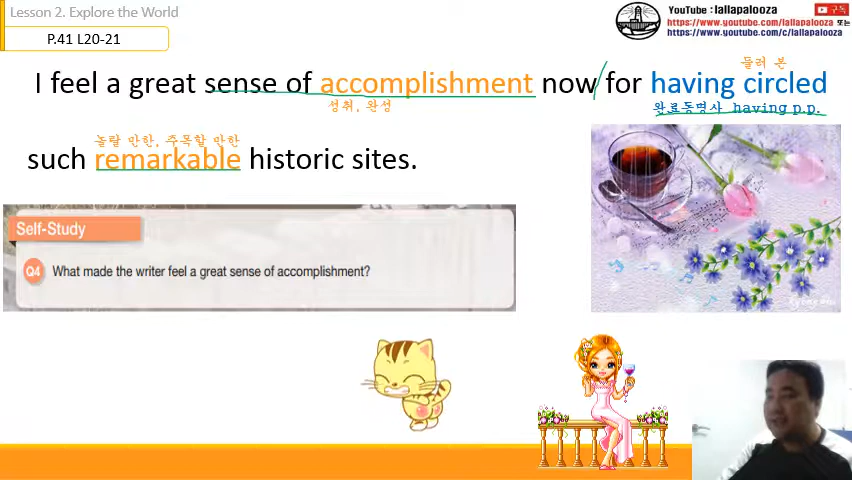 Lesson 2. Explore the World
P.41 L20-21
YouTube : lallapalooza
구독
https://www.youtube.com/lallapalooza 또는
https://www.youtube.com/c/lallapalooza
들러 본
I feel a great sense of accomplishment now for having circled
성취, 완성
완료동명사 having p.p.
놀랄 만한, 주목할 만한
such remarkable historic sites.
Self-Study
Q4 What made the writer feel a great sense of accomplishment?